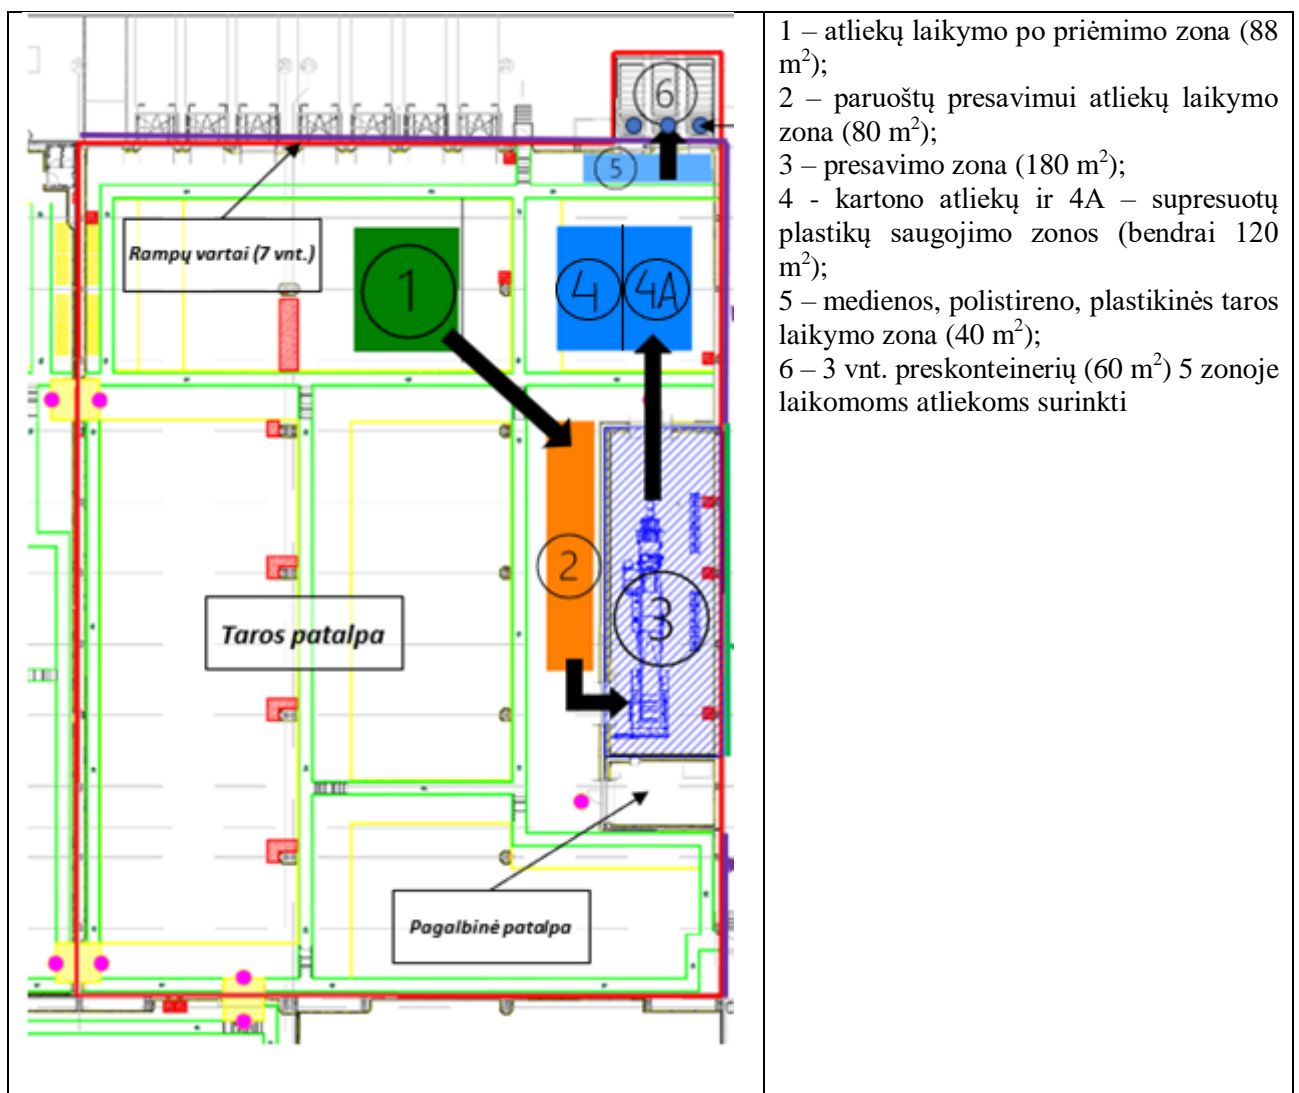 6
5
Rampų vartai (7 vnt.)
1
4
4A
2
3
Taros patalpa
Pagalbinė patalpa
1 – atliekų laikymo po priėmimo zona (88
m²);
2 – paruoštų presavimui atliekų laikymo
zona (80 m²);
3 – presavimo zona (180 m²);
4 - kartono atliekų ir 4A – supresuotų
plastikų saugojimo zonos (bendrai 120
m²);
5 – medienos, polistireno, plastikinės taros
laikymo zona (40 m²);
6 – 3 vnt. preskonteinerių (60 m²) 5 zonoje
laikomoms atliekoms surinkti